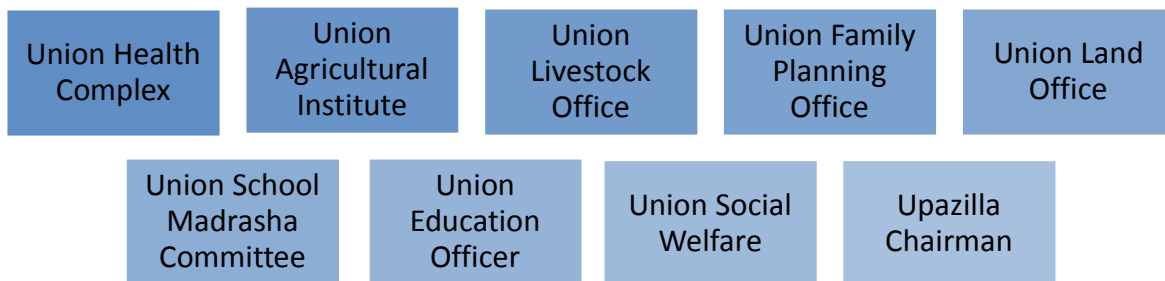 Union Health
Complex
Union
Agricultural
Institute
Union
Livestock
Office
Union Family
Planning
Office
Union Land
Office
Union School
Madrasha
Committee
Union
Education
Officer
Union Social
Welfare
Upazilla
Chairman